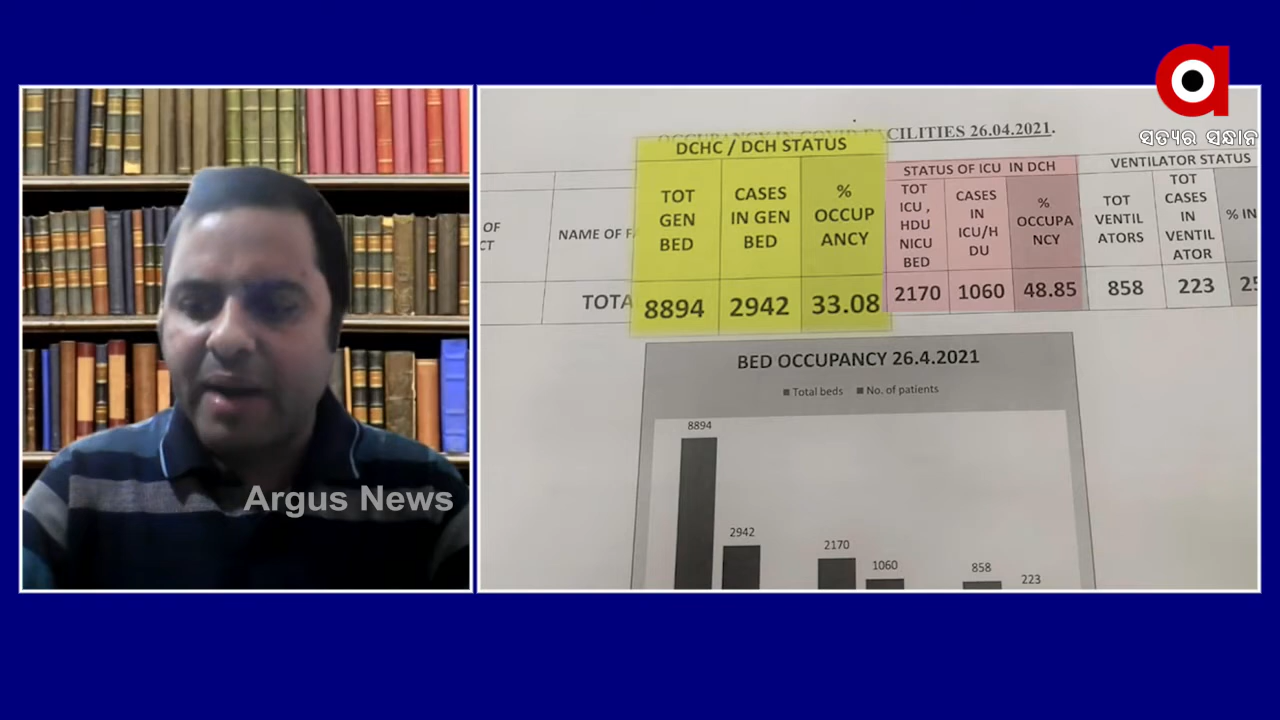 ସତ୍ୟର ସନ୍ଧାନ
Argus News
OCCUPANCY IN COVID FACILITIES 26.04.2021.
DCHC / DCH STATUS
STATUS OF ICU IN DCH
VENTILATOR STATUS
OF
CT
NAME OF
TOT
GEN
BED
CASES
IN GEN
BED
%
OCCUP
ANCY
TOT
ICU ,
HDU
NICU
BED
CASES
IN
ICU/H
DU
%
OCCUPA
NCY
TOT
VENTIL
ATORS
TOT
CASES
IN
VENTIL
ATOR
% IN
TOTA
8894 2942 33.08 2170 1060 48.85 858 223
BED OCCUPANCY 26.4.2021
Total beds No. of patients
8894
2942
2170
1060
858
223